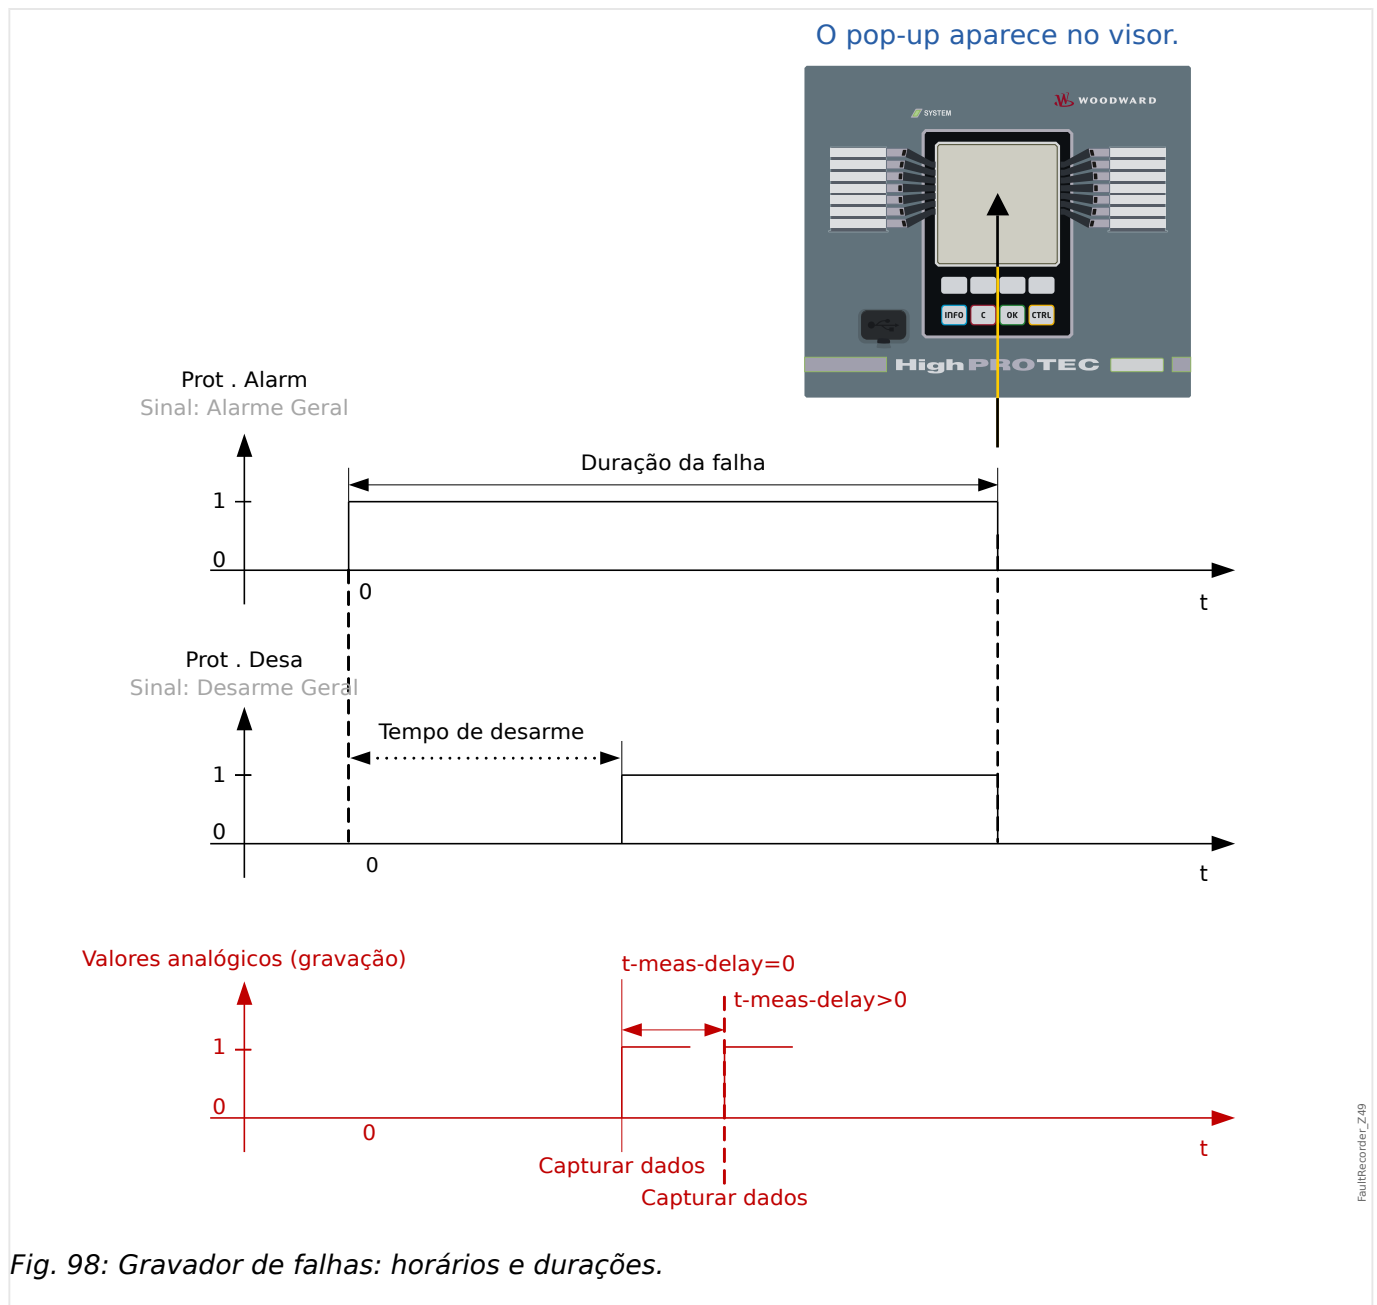 O pop-up aparece no visor.
WOODWARD
SYSTEM
INFO
C
OK
CTRL
HighPROTEC
Prot . Alarm
Sinal: Alarme Geral
Duração da falha
1
0
0
t
Prot . Desa
Sinal: Desarme Geral
Tempo de desarme
1
0
0
t
Valores analógicos (gravação)
t-meas-delay=0
t-meas-delay>0
1
0
0
t
Capturar dados
Capturar dados
FaultRecorder_Z49
Fig. 98: Gravador de falhas: horários e durações.